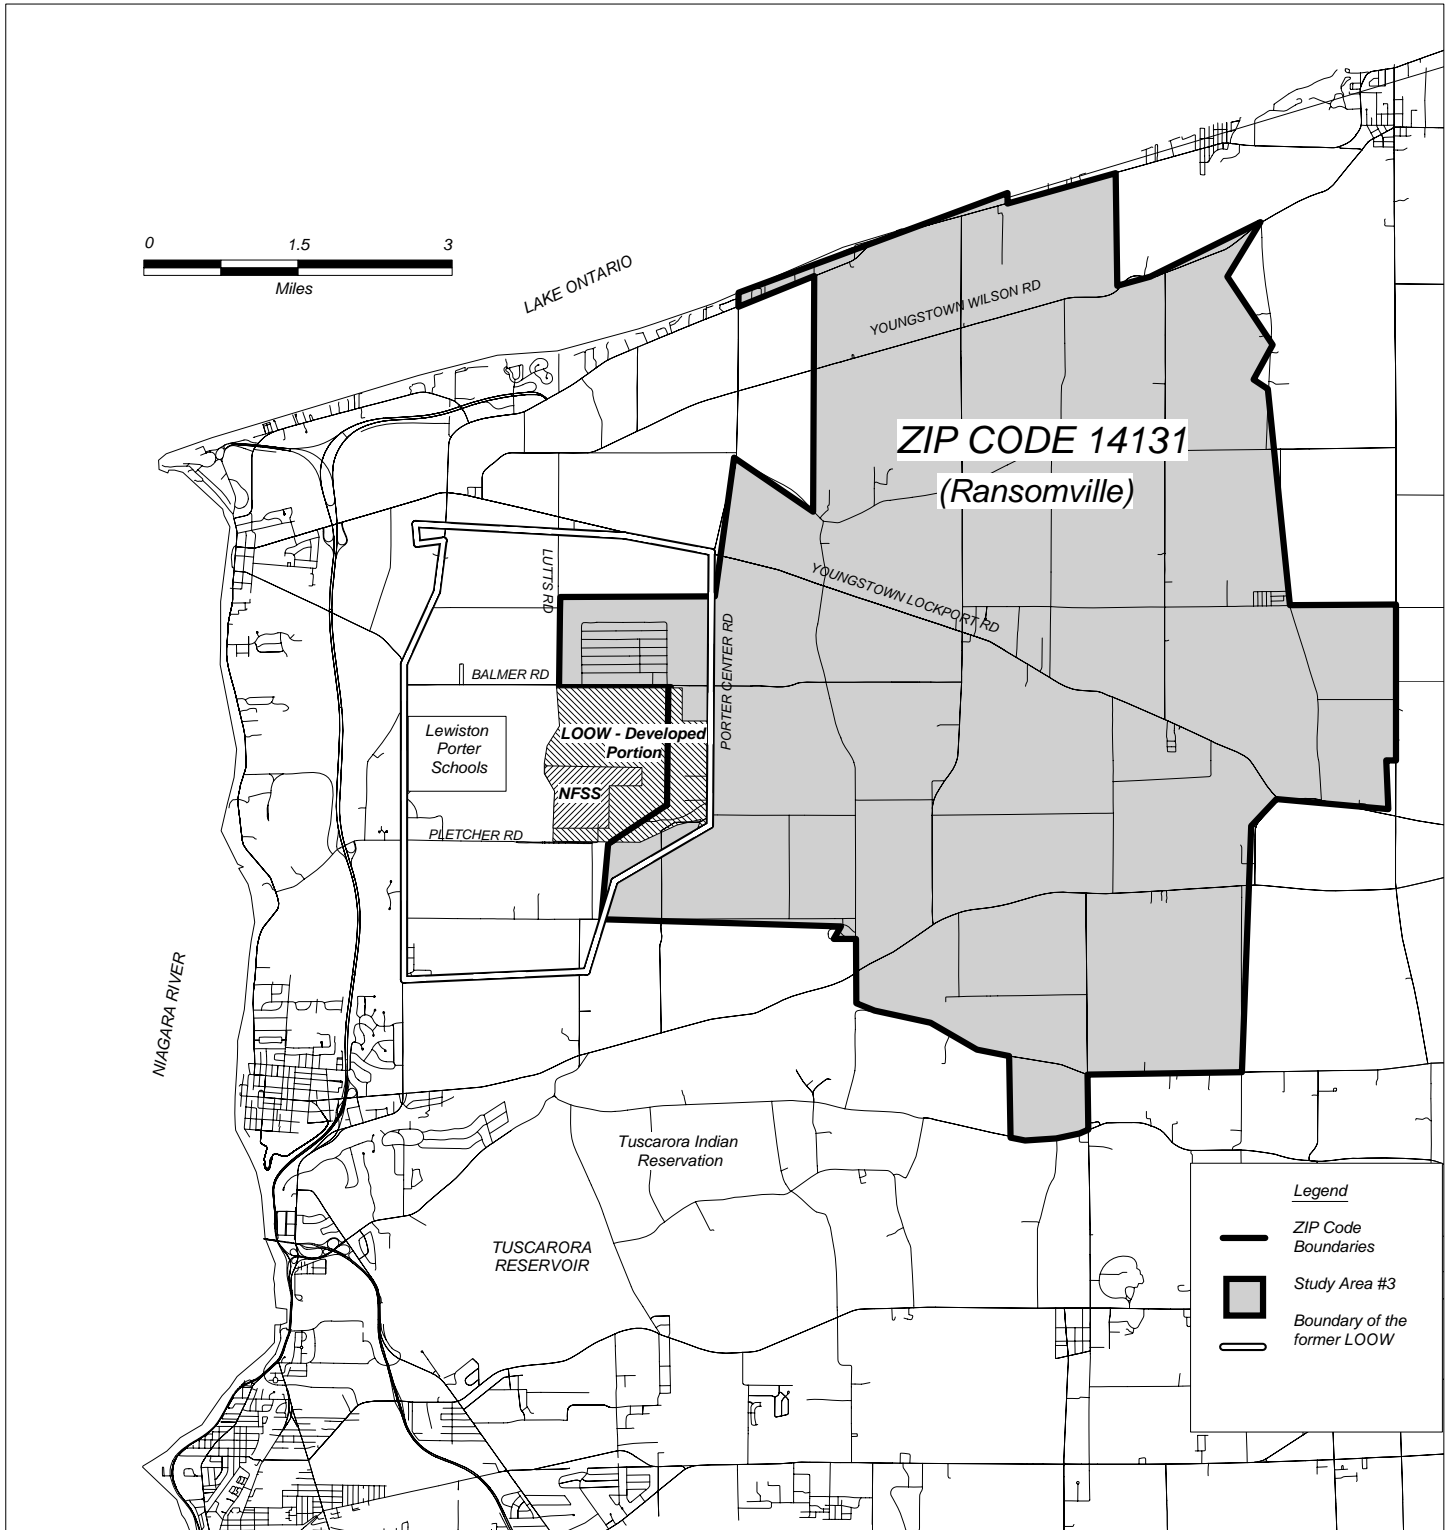 0 1.5 3
Miles
LAKE ONTARIO
YOUNGSTOWN WILSON RD
ZIP CODE 14131
(Ransomville)
LUTTS RD
YOUNGSTOWN LOCKPORT RD
PORTER CENTER RD
BALMER RD
Lewiston
Porter
Schools
LOOW - Developed
Portion
NFSS
PLETCHER RD
NIAGARA RIVER
Tuscarora Indian
Reservation
TUSCARORA
RESERVOIR
Legend
ZIP Code
Boundaries
Study Area #3
Boundary of the
former LOOW